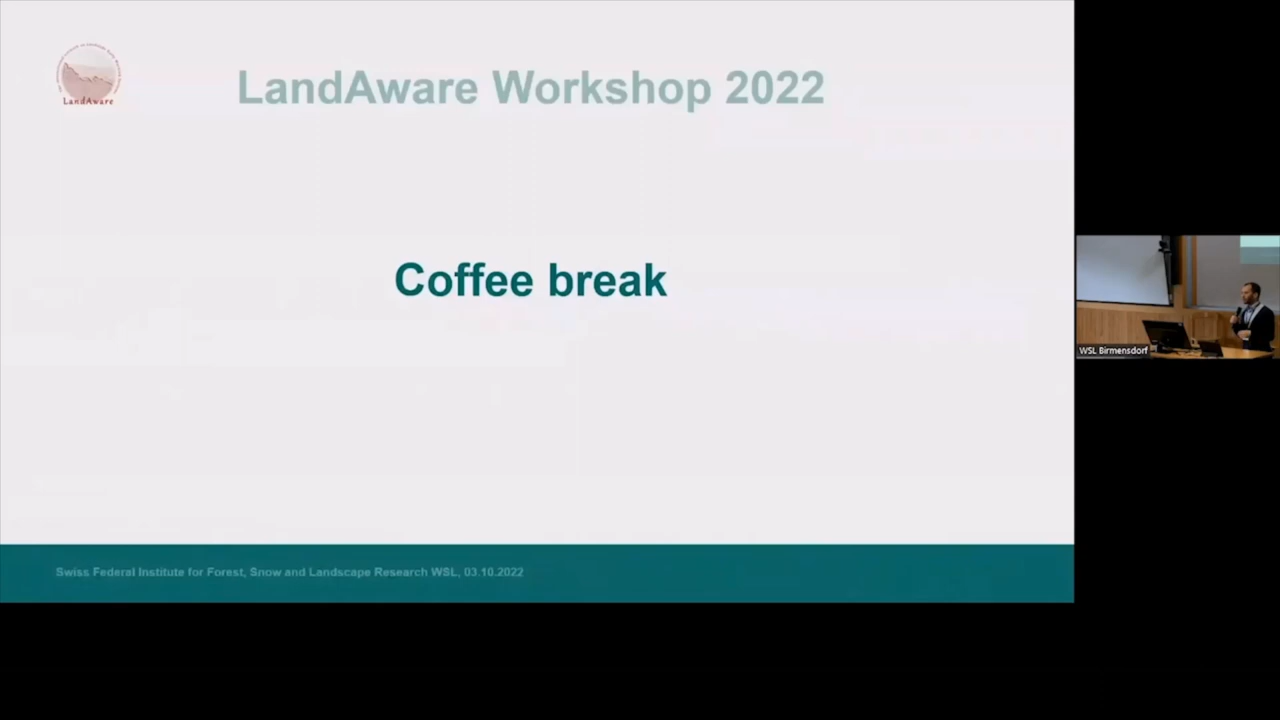 LandAware
LandAware Workshop 2022
Coffee break
WSL Birmensdorf
Swiss Federal Institute for Forest, Snow and Landscape Research WSL, 03.10.2022